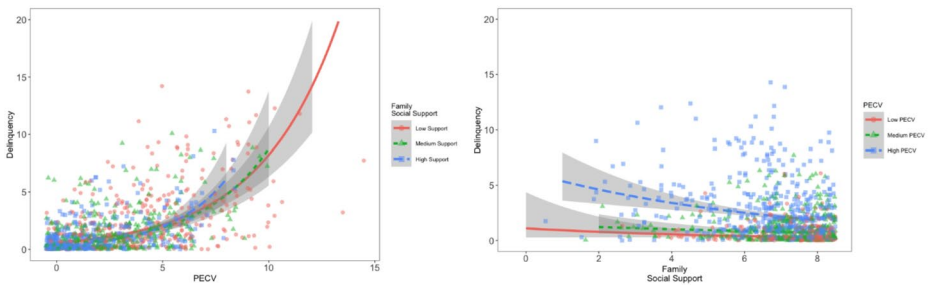 20
15
10
5
0
Delinquency
0
5
10
15
PECV
Family
Social Support
Low Support
Medium Support
High Support
20
15
10
5
0
Delinquency
0
2
4
6
8
Family
Social Support
PECV
Low PECV
Medium PECV
High PECV